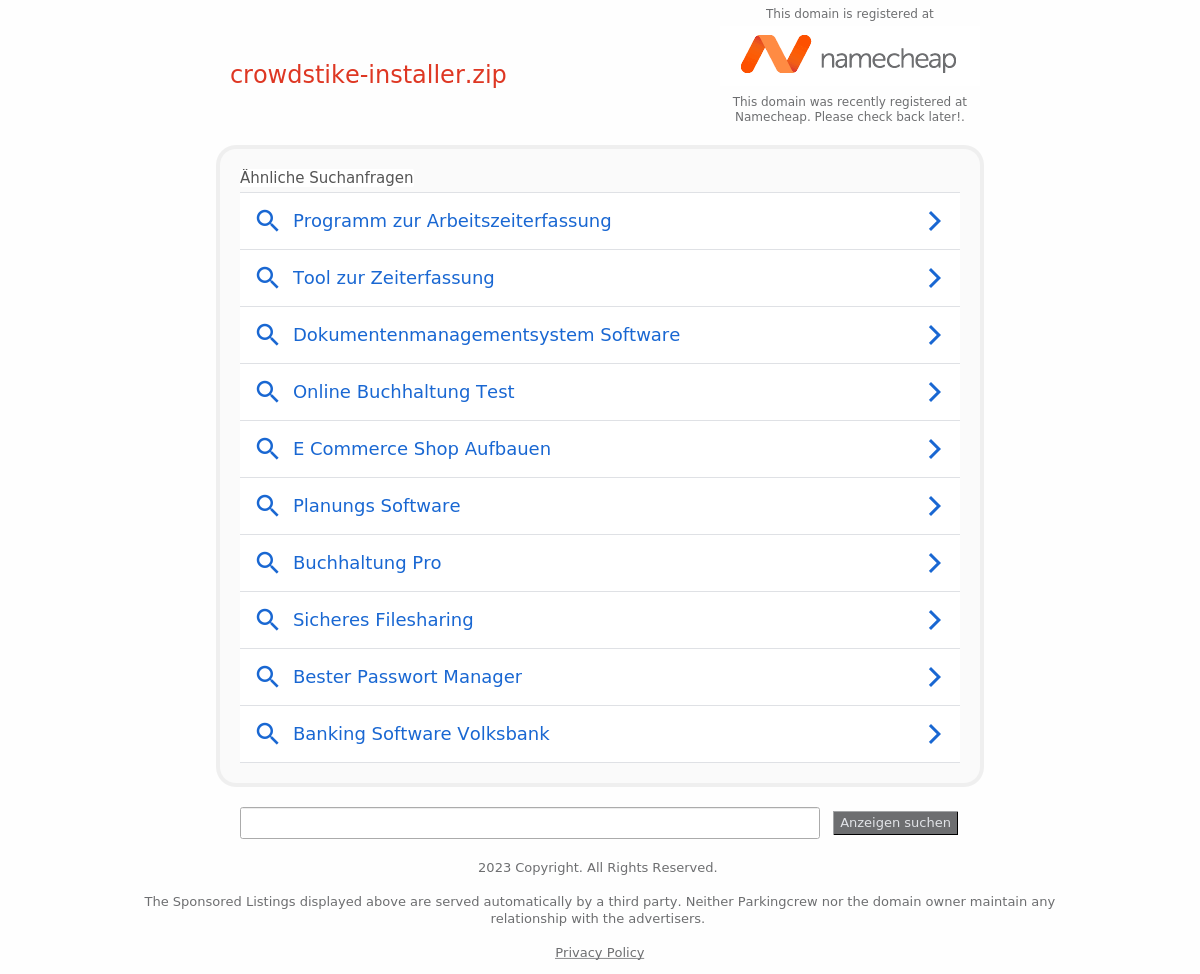 This domain is registered at
namecheap
crowdstike-installer.zip
This domain was recently registered at
Namecheap. Please check back later!.
Ähnliche Suchanfragen
Programm zur Arbeitszeiterfassung
Tool zur Zeiterfassung
Dokumentenmanagementsystem Software
Online Buchhaltung Test
E Commerce Shop Aufbauen
Planungs Software
Buchhaltung Pro
Sicheres Filesharing
Bester Passwort Manager
Banking Software Volksbank
Anzeigen suchen
2023 Copyright. All Rights Reserved.
The Sponsored Listings displayed above are served automatically by a third party. Neither Parkingcrew nor the domain owner maintain any
relationship with the advertisers.
Privacy Policy